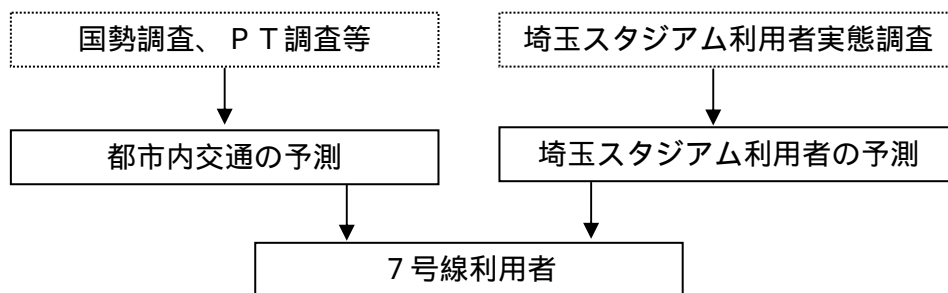 国勢調査、ＰＴ調査等
埼玉スタジアム利用者実態調査
都市内交通の予測
埼玉スタジアム利用者の予測
７号線利用者